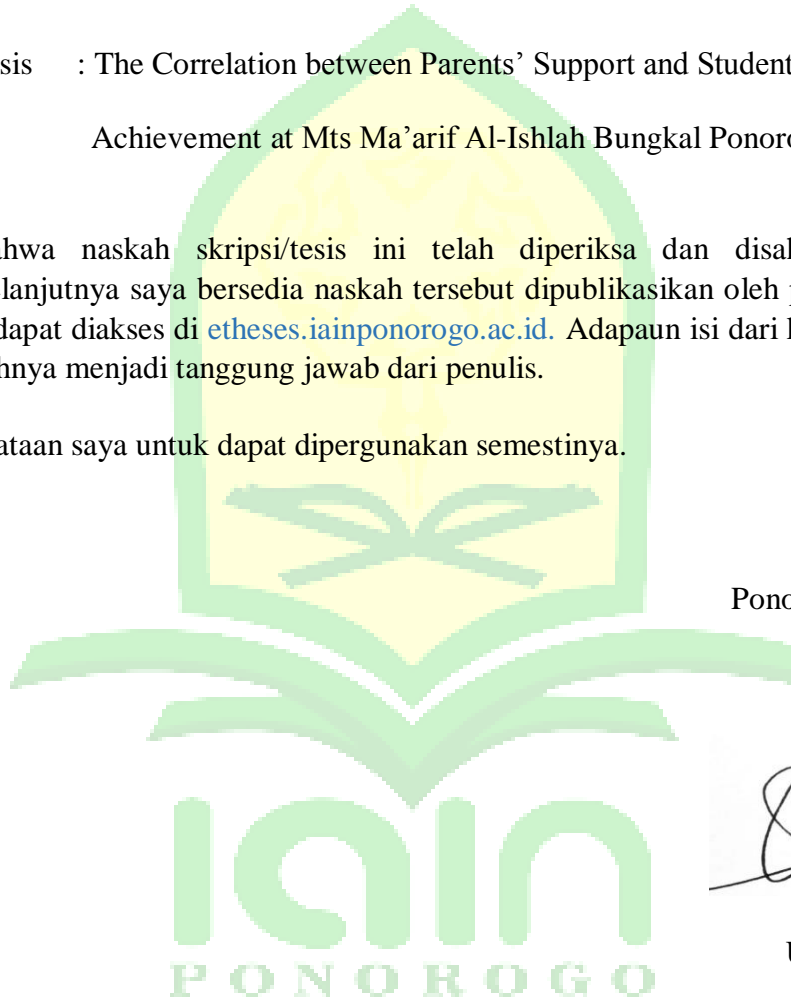 sis : The Correlation between Parents’ Support and Student
Achievement at Mts Ma’arif Al-Ishlah Bungkal Ponoro
ahwa naskah skripsi/tesis ini telah diperiksa dan disal
lanjutnya saya bersedia naskah tersebut dipublikasikan oleh p
dapat diakses di etheses.iainponorogo.ac.id. Adapaun isi dari k
hnya menjadi tanggung jawab dari penulis.
ataan saya untuk dapat dipergunakan semestinya.
Pono
iain
PONOROGO